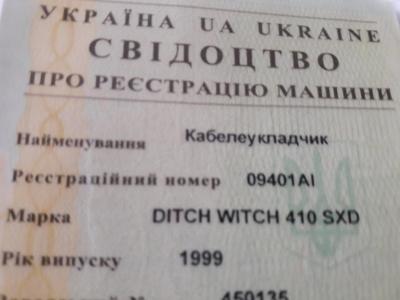 УКРАЇНА UA UKRAINE
СВІДОЦТВО
ПРО РЕЄСТРАЦІЮ МАШИНИ
Найменування Кабелеукладчик
Реєстраційний номер 09401AI
Марка DITCH WITCH 410 SXD
Рік випуску 1999
450135